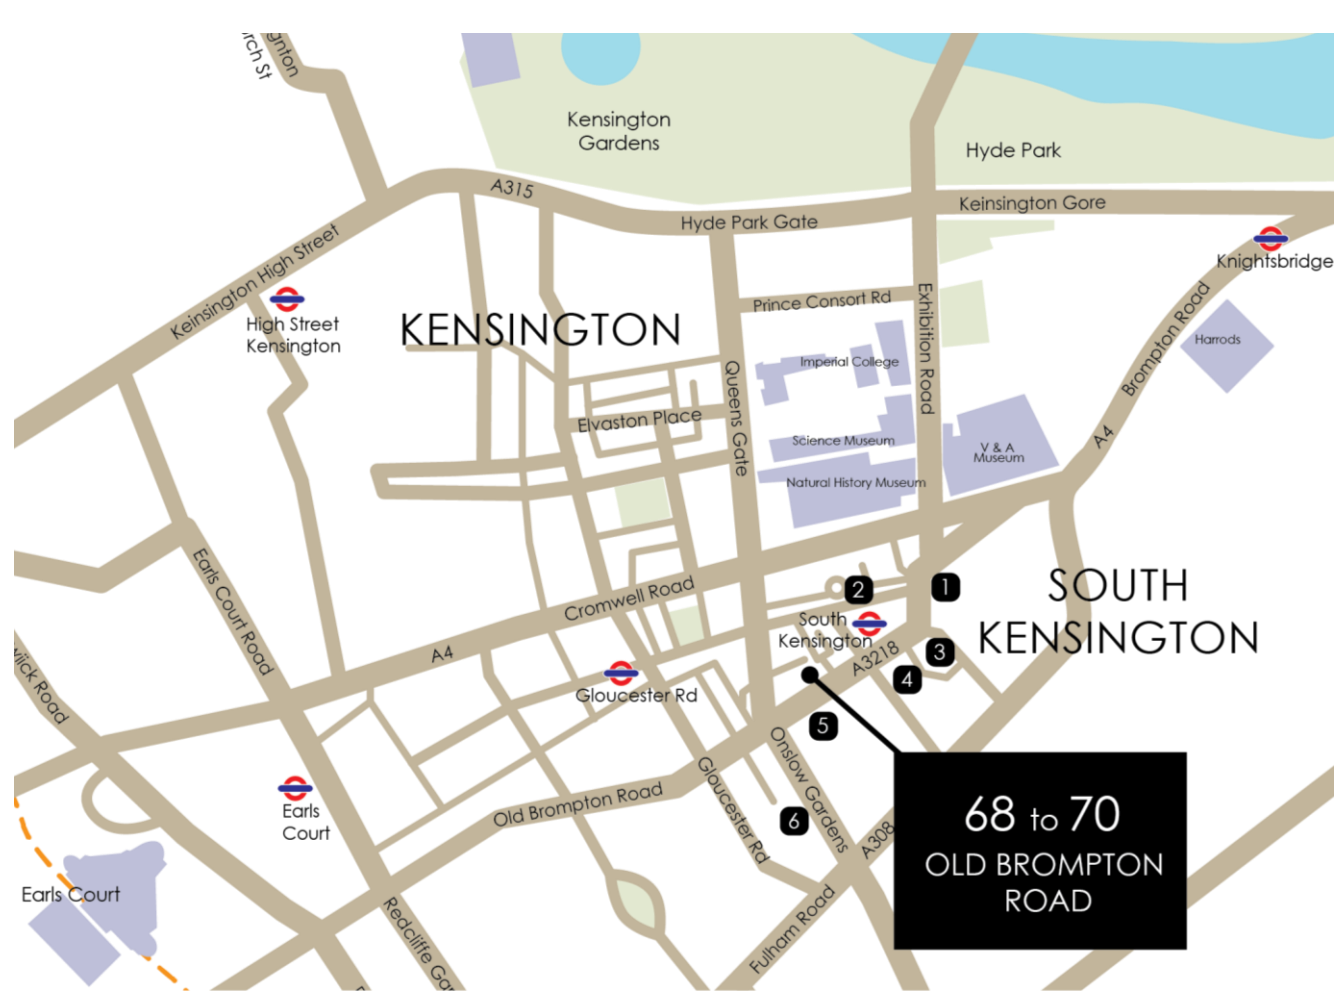 gnton
rch St
Kensington
Gardens
Hyde Park
A315
Hyde Park Gate
Keinsington Gore
Keinsington High Street
Knightsbridge
High Street
Kensington
KENSINGTON
Prince Consort Rd
Exhibition Road
Brompton Road
Harrods
Imperial College
Queens Gate
Elvaston Place
Science Museum
V & A
Museum
A4
Natural History Museum
Earls Court Road
Cromwell Road
SOUTH
KENSINGTON
1
2
South
Kensington
A4
A3218
3
4
Gloucester Rd
5
wiick Road
Onslow Gardens
Gloucester Rd
Old Brompton Road
Earls
Court
6
A308
68 to 70
OLD BROMPTON
ROAD
Earls Court
Redcliffe Ga
Fulham Road